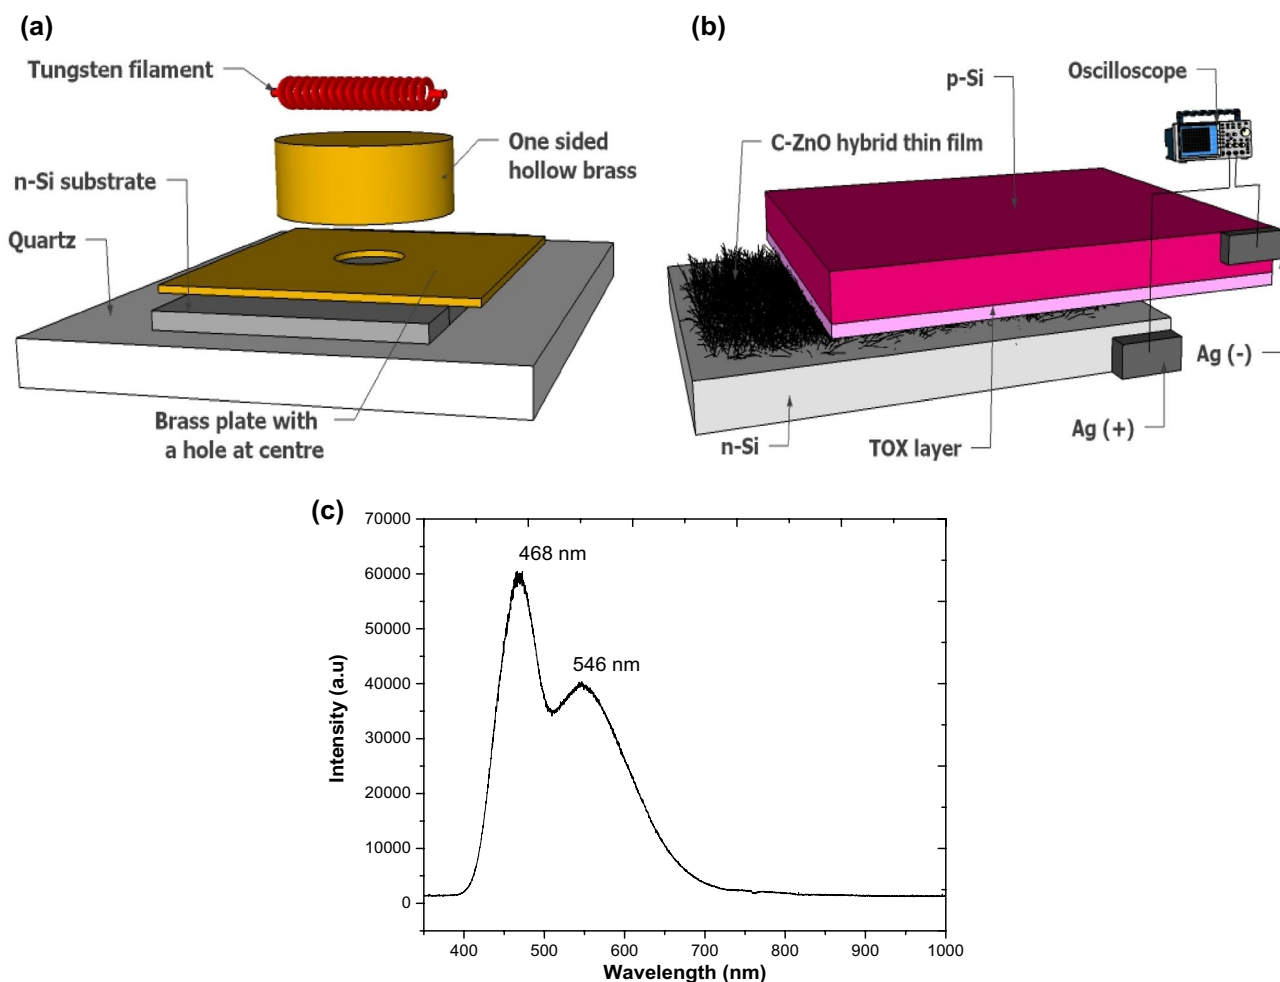 (a)
Tungsten filament
One sided
hollow brass
n-Si substrate
Quartz
Brass plate with
a hole at centre
(b)
Oscilloscope
p-Si
C-ZnO hybrid thin film
Ag (-)
Ag (+)
n-Si
TOX layer
(c)
70000
60000
50000
40000
30000
20000
10000
0
Intensity (a.u)
468 nm
546 nm
400 500 600 700 800 900 1000
Wavelength (nm)